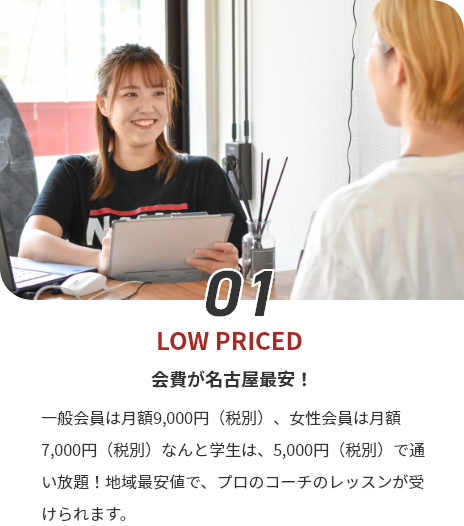 01
LOW PRICED
会費が名古屋最安！
一般会員は月額9,000円（税別）、女性会員は月額
7,000円（税別）なんと学生は、5,000円（税別）で通
い放題！地域最安値で、プロのコーチのレッスンが受
けられます。